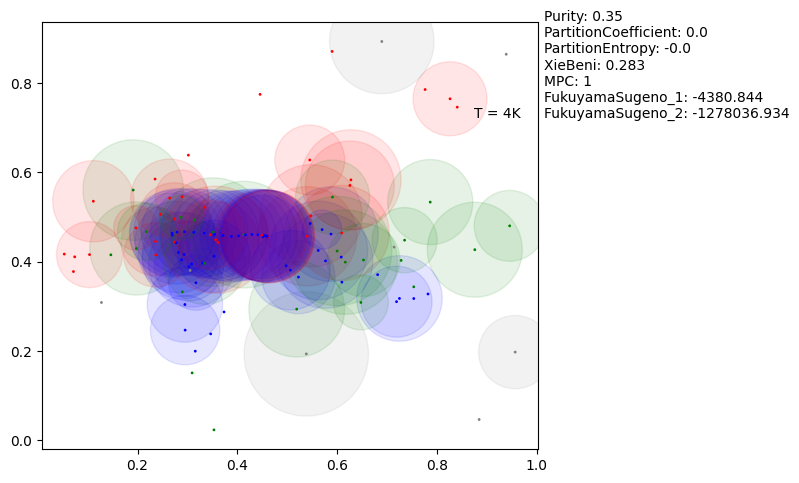 Purity: 0.35
PartitionCoefficient: 0.0
PartitionEntropy: -0.0
XieBeni: 0.283
MPC: 1
FukuyamaSugeno_1: -4380.844
FukuyamaSugeno_2: -1278036.934
T = 4K
0.8
0.6
0.4
0.2
0.0
0.2 0.4 0.6 0.8 1.0